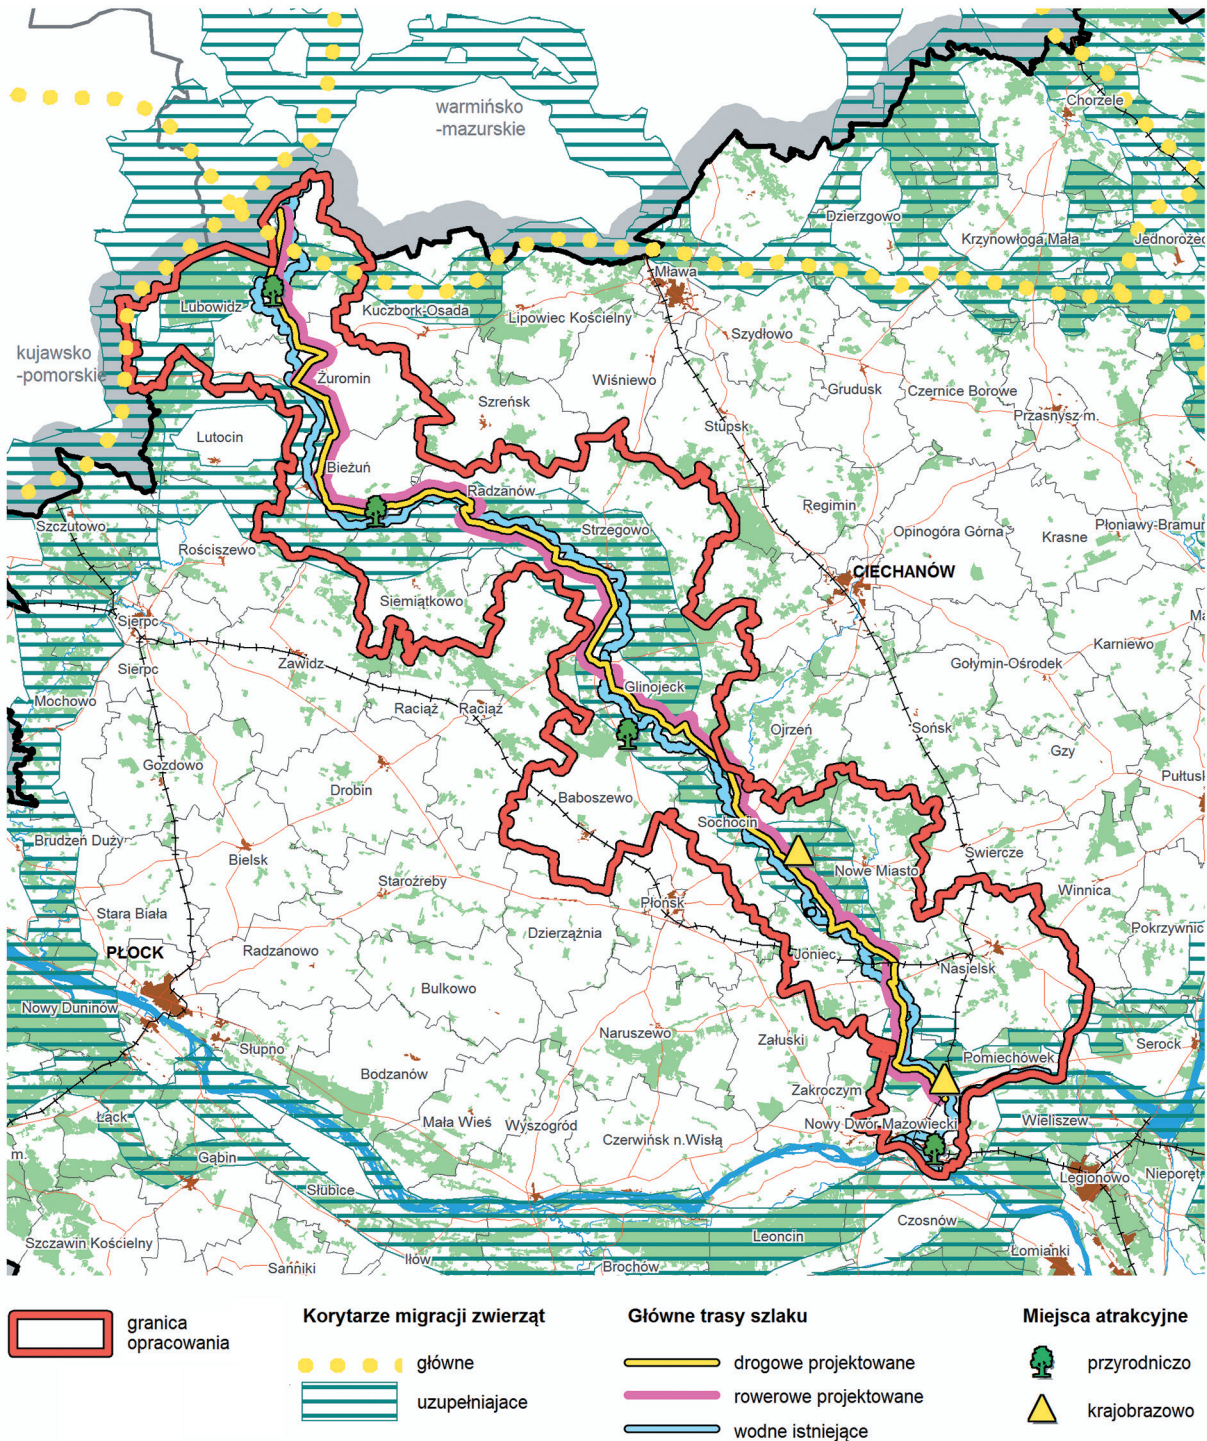 warmińsko
-mazurskie
Chorzele
Dzierzgowo
Krzynowłoga Mała
Jednorożec
Mława
Lubowidz
Kuczbork-Osada
Lipowiec Kościelny
Szydłowo
kujawsko
-pomorskie
Żuromin
Wiśniewo
Grudusk
Czernice Borowe
Szreńsk
Przasnysz m.
Stupsk
Lutocin
Bieżuń
Radzanów
Regimin
Szczutowo
Strzegowo
Opinogóra Górna
Płoniawy-Bramur
Krasne
Rościszewo
CIECHANÓW
Siemiątkowo
Sierpc
Ma
Karniewo
Zawidz
Sierpc
Gołymin-Ośrodek
Glinojeck
Mochowo
Raciąż
Raciąż
Ojrzeń
Sońsk
Gzy
Gozdowo
Pułtusk
Drobin
Baboszewo
Sochocin
Brudzeń Duży
Bielsk
Świercze
Nowe Miasto
Staroźreby
Winnica
Płońsk
Stara Biała
Dzierzążnia
Pokrzywnic
PŁOCK
Radzanowo
Joniec
Nasielsk
Bulkowo
Nowy Duninów
Naruszewo
Załuski
Serock
Słupno
Pomiechówek
Bodzanów
Zakroczym
Łąck
Mała Wieś
Wyszogród
Nowy Dwór Mazowiecki
Wieliszew
Czerwińsk n.Wisłą
m.
Gąbin
Nieporęt
Legionowo
Słubice
Czosnów
Leoncin
Szczawin Kościelny
Iłów
Łomianki
Sanniki
Brochów
granica
opracowania
Korytarze migracji zwierząt
główne
uzupełniajace
Główne trasy szlaku
drogowe projektowane
rowerowe projektowane
wodne istniejące
Miejsca atrakcyjne
przyrodniczo
krajobrazowo